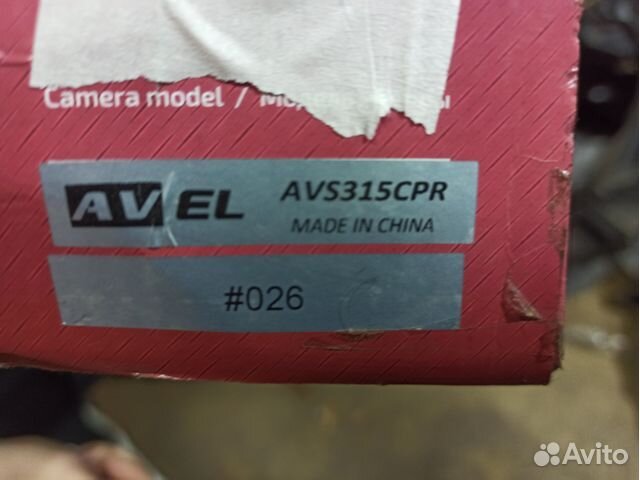 Camera model /
AVEL AVS315CPR
MADE IN CHINA
#026
Avito